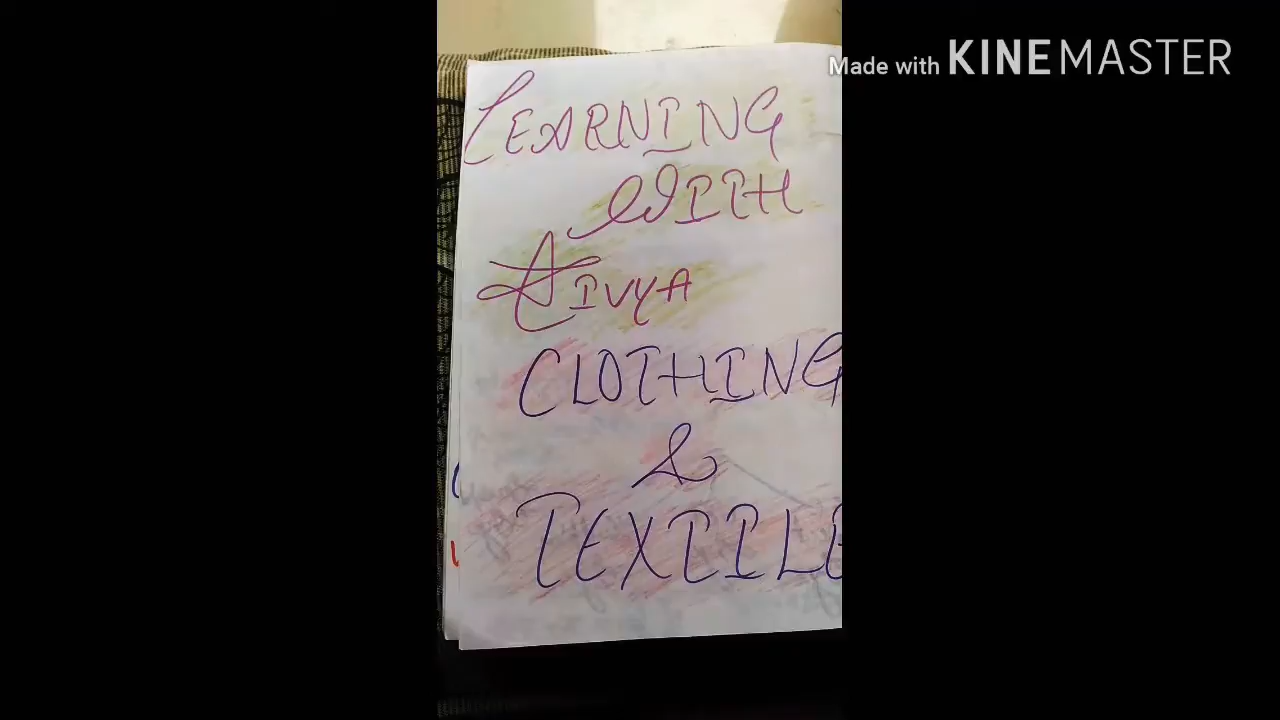 Made with KINEMASTER
LEARNING
WITH
DIVYA
CLOTHING
&
TEXTILE